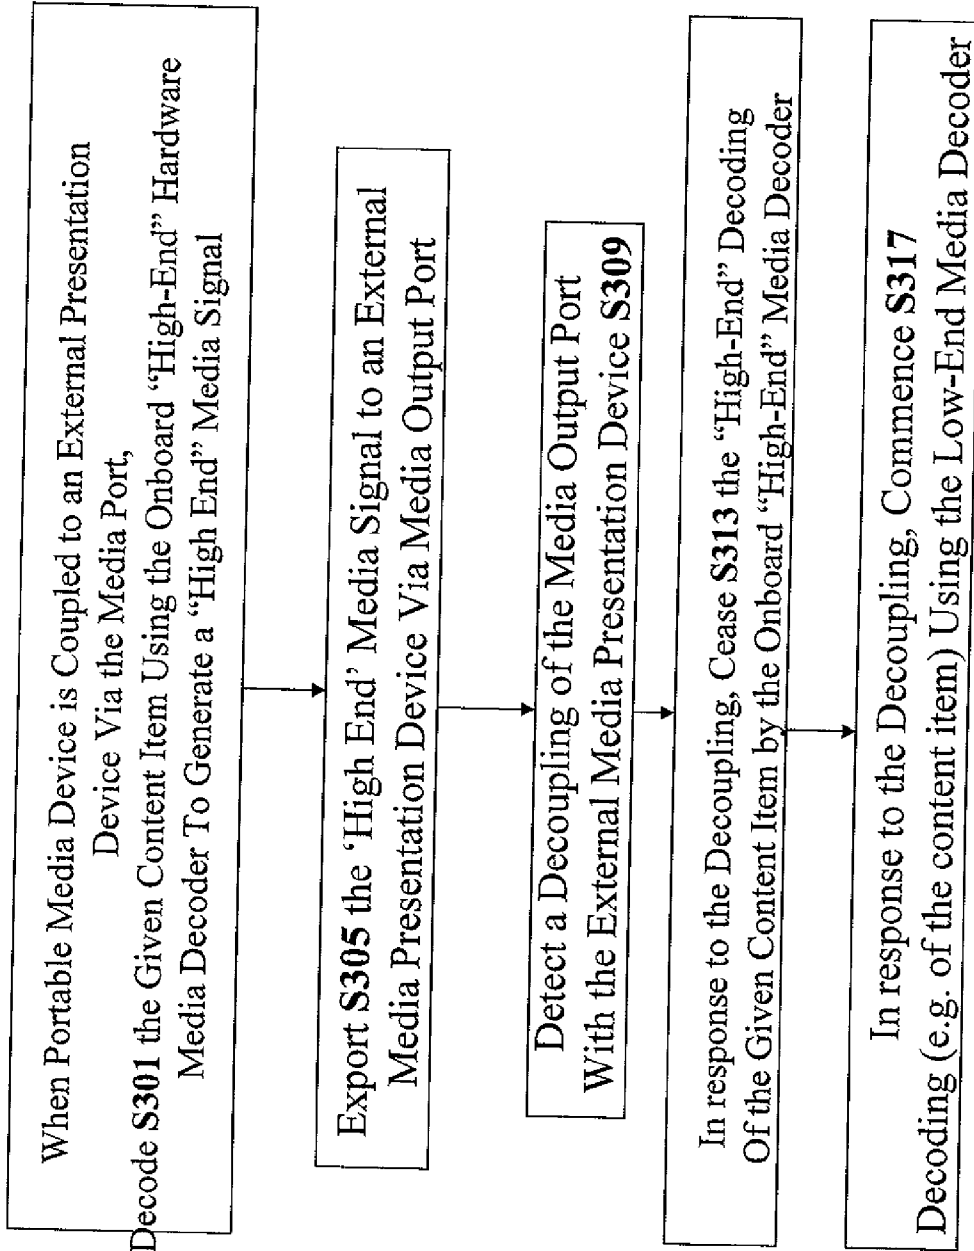 When Portable Media Device is Coupled to an External Presentation
Device Via the Media Port,
Decode S301 the Given Content Item Using the Onboard “High-End” Hardware
Media Decoder To Generate a “High End” Media Signal
Export S305 the ‘High End’ Media Signal to an External
Media Presentation Device Via Media Output Port
Detect a Decoupling of the Media Output Port
With the External Media Presentation Device S309
In response to the Decoupling, Cease S313 the “High-End” Decoding
Of the Given Content Item by the Onboard “High-End” Media Decoder
In response to the Decoupling, Commence S317
Decoding (e.g. of the content item) Using the Low-End Media Decoder